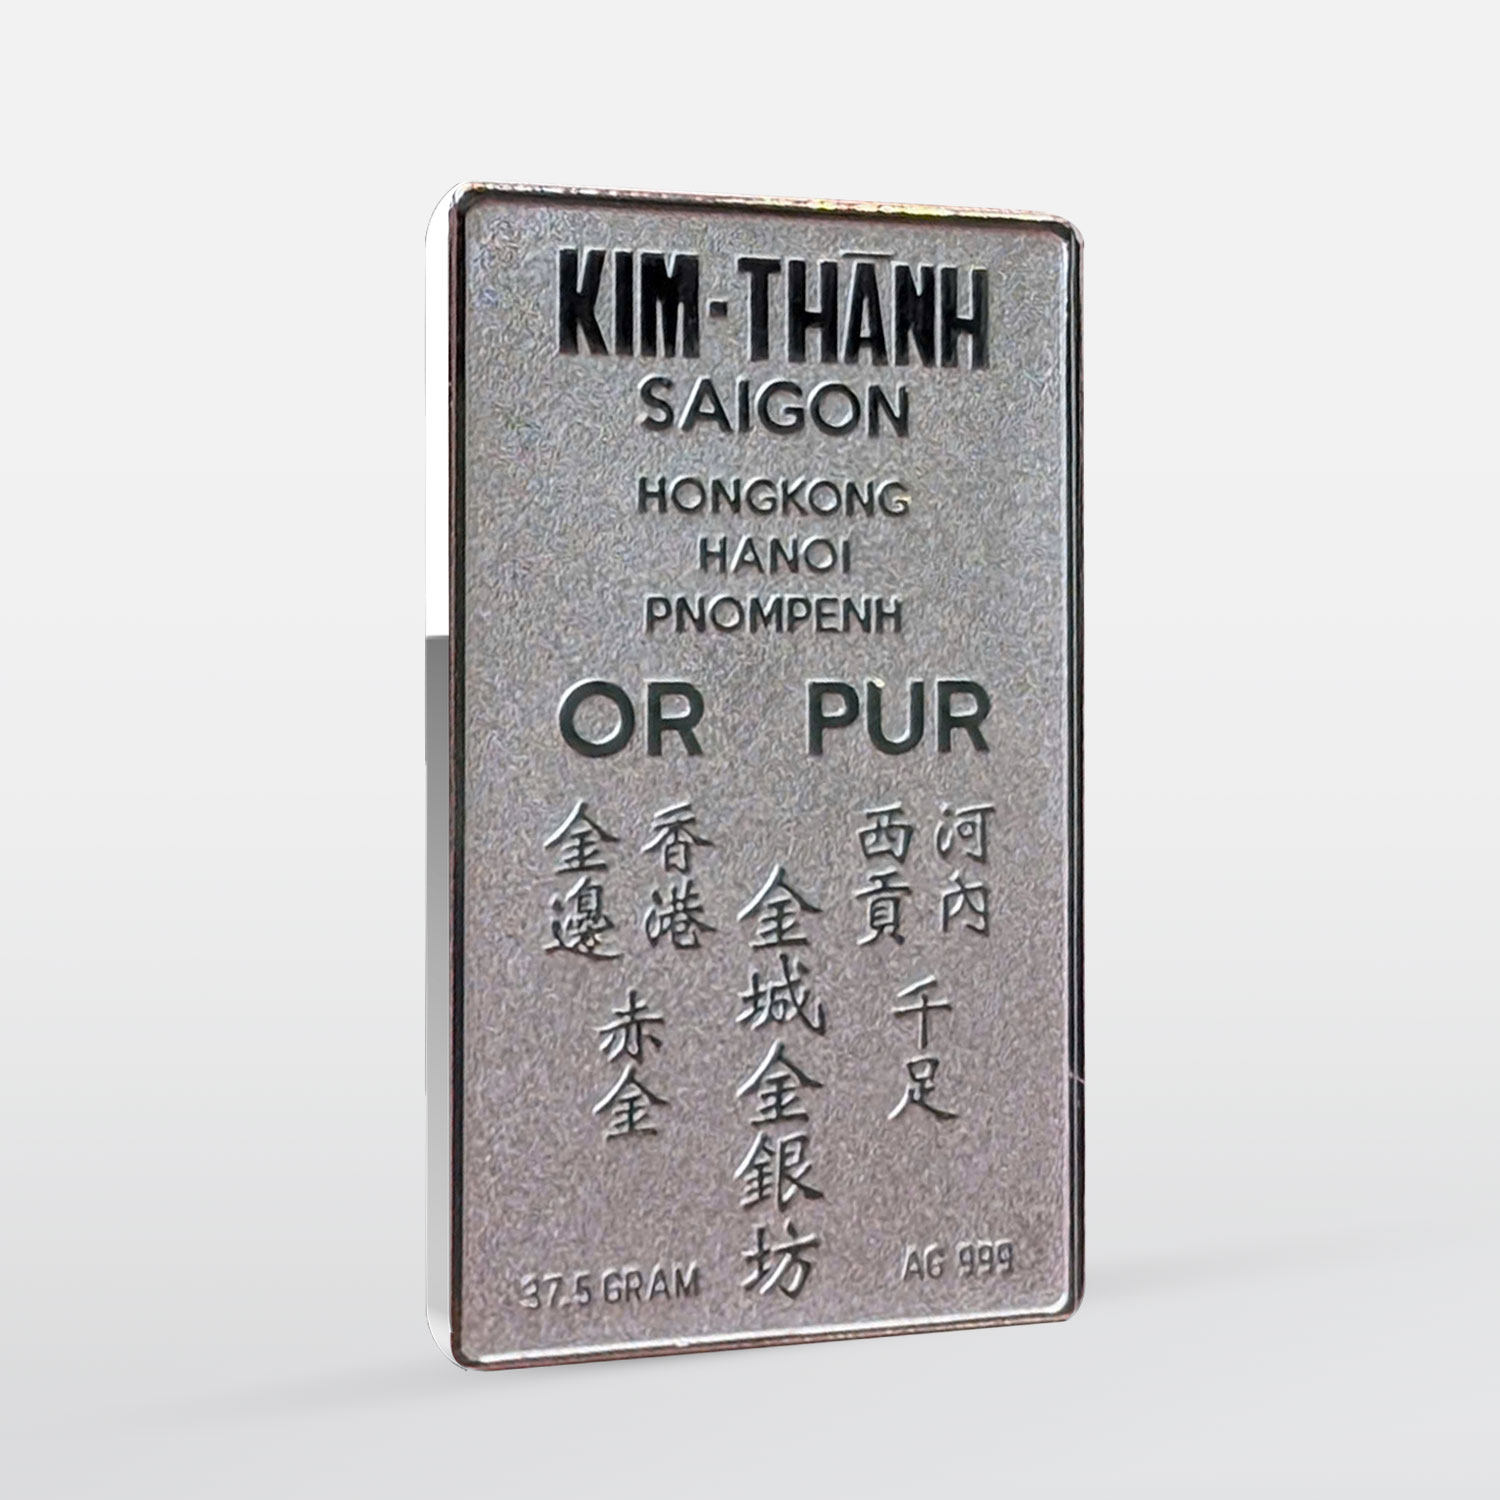 KIM-THÀNH
SAIGON
HONGKONG
HANOI
PNOMPENH
OR PUR
金邊
香港
金城金銀坊
西貢
河內
赤金
千足
37.5 GRAM
AG 999